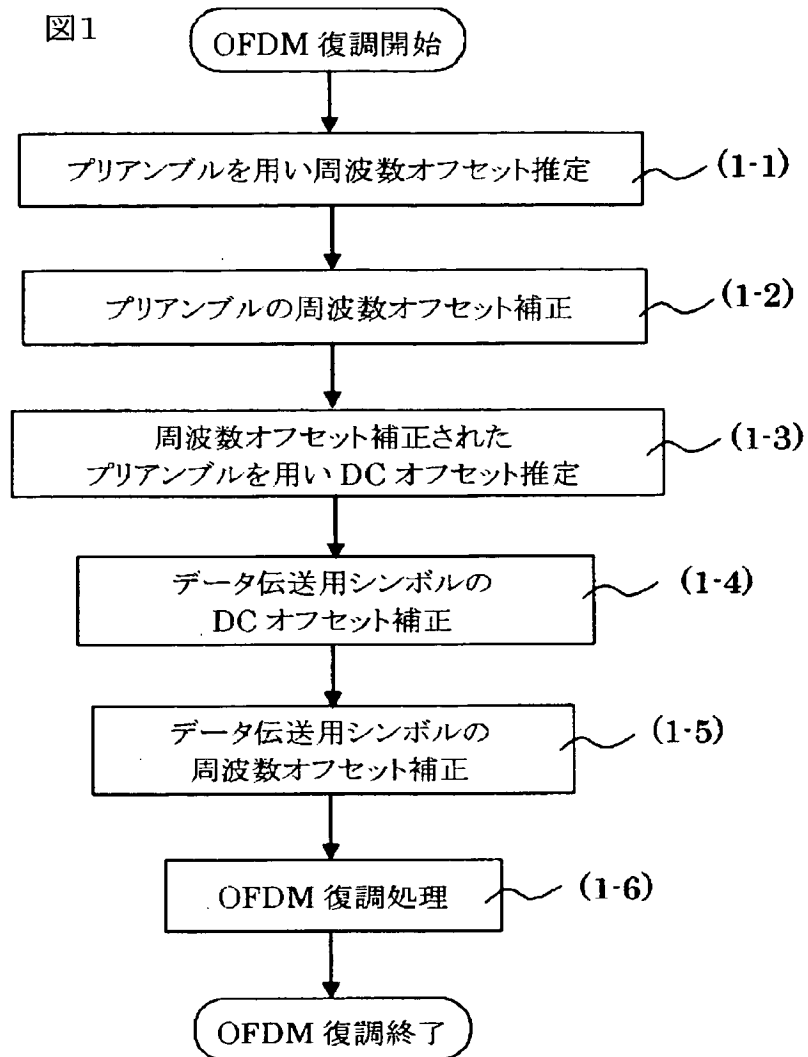 図1
OFDM 復調開始
プリアンブルを用い周波数オフセット推定
(1-1)
プリアンブルの周波数オフセット補正
(1-2)
周波数オフセット補正された
プリアンブルを用い DC オフセット推定
(1-3)
データ伝送用シンボルの
DC オフセット補正
(1-4)
データ伝送用シンボルの
周波数オフセット補正
(1-5)
OFDM 復調処理
(1-6)
OFDM 復調終了